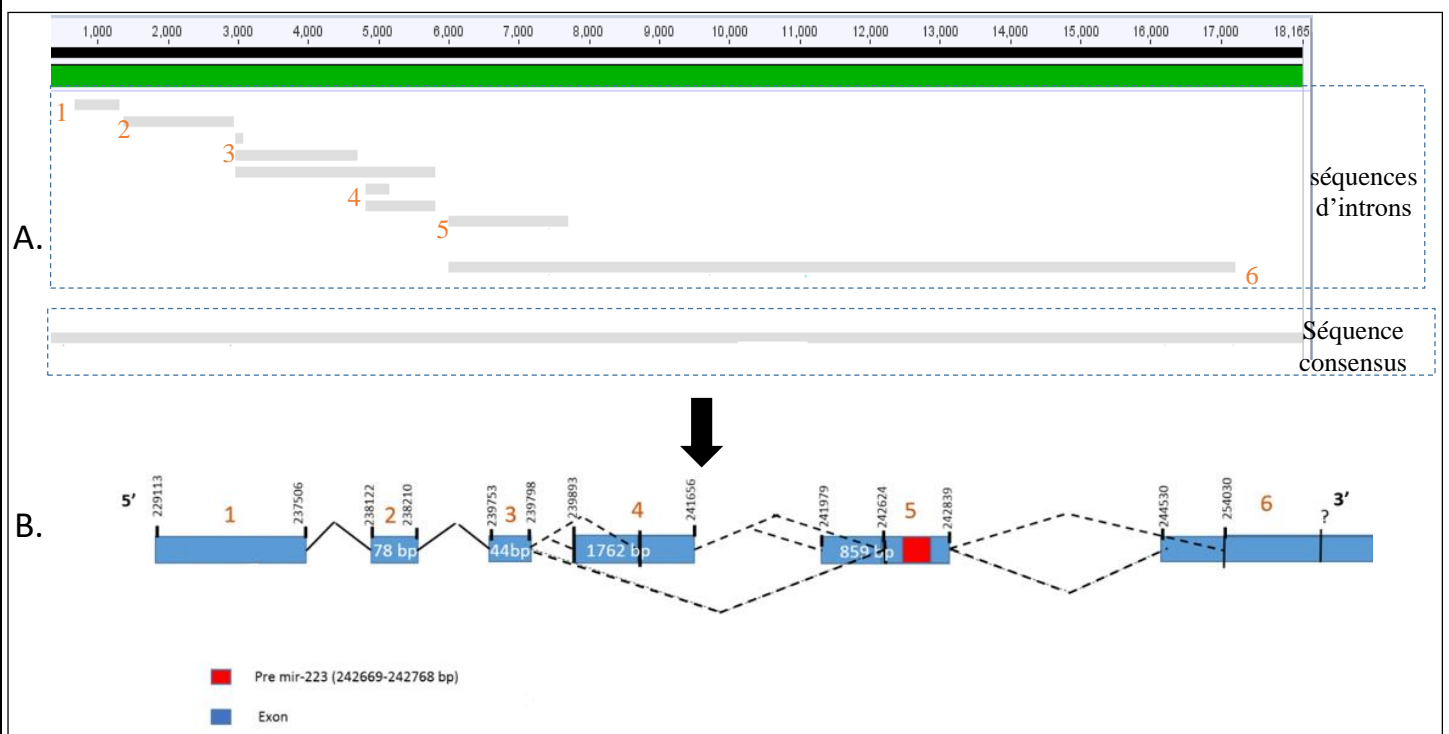 1,000 2,000 3,000 4,000 5,000 6,000 7,000 8,000 9,000 10,000 11,000 12,000 13,000 14,000 15,000 16,000 17,000 18,165
1
2
3
4
5
6
séquences
d'introns
A.
Séquence
consensus
B.
5'
229113 237506 238122 238210 239753 239798 239893 241656 241979 242624 242839 244530 254030 ?
3'
1 2 3 4 5 6
78 bp 44bp 1762 bp 859 bp
Pre mir-223 (242669-242768 bp)
Exon